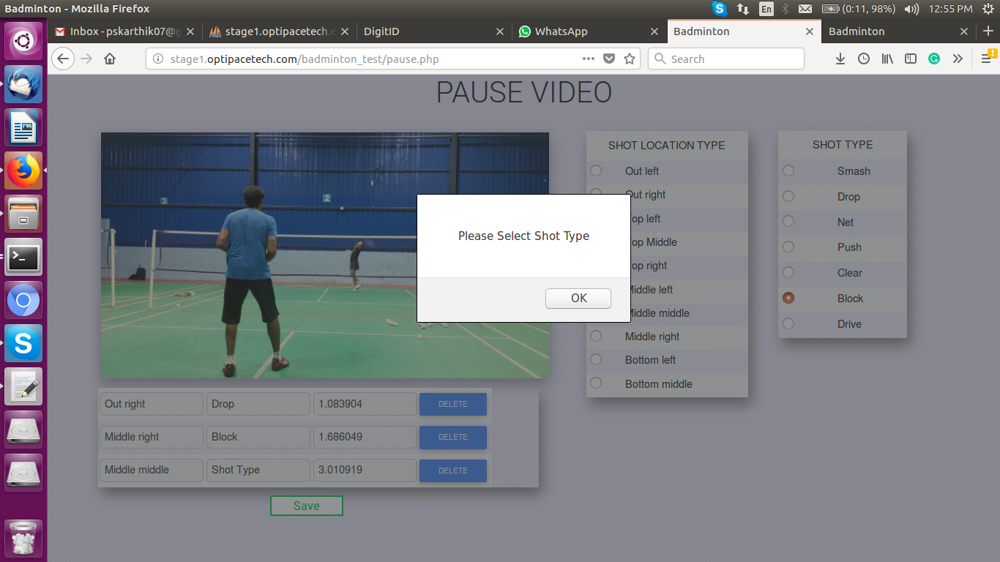 Badminton - Mozilla Firefox
En
(0:11, 98%)
12:55 PM
Inbox - pskarthik07@g
stage1.optipacetech.c
DigitID
WhatsApp
Badminton
Badminton
stage1.optipacetech.com/badminton_test/pause.php
Search
PAUSE VIDEO
3
2
SHOT LOCATION TYPE
Out left
Out right
op left
op Middle
op right
Middle left
Middle middle
Middle right
Bottom left
Bottom middle
SHOT TYPE
Smash
Drop
Net
Push
Clear
Block
Drive
Please Select Shot Type
OK
Out right
Drop
1.083904
DELETE
Middle right
Block
1.686049
DELETE
Middle middle
Shot Type
3.010919
DELETE
Save